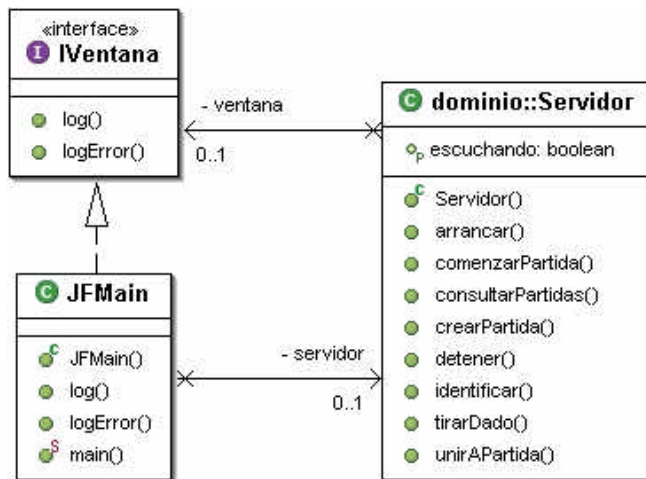 «interface»
I IVentana
log()
logError()
- ventana
0..1
C dominio::Servidor
P escuchando: boolean
C Servidor()
arrancar()
comenzarPartida()
consultarPartidas()
crearPartida()
detener()
identificar()
tirarDado()
unirAPartida()
C JFMain
C JFMain()
log()
logError()
S main()
- servidor
0..1